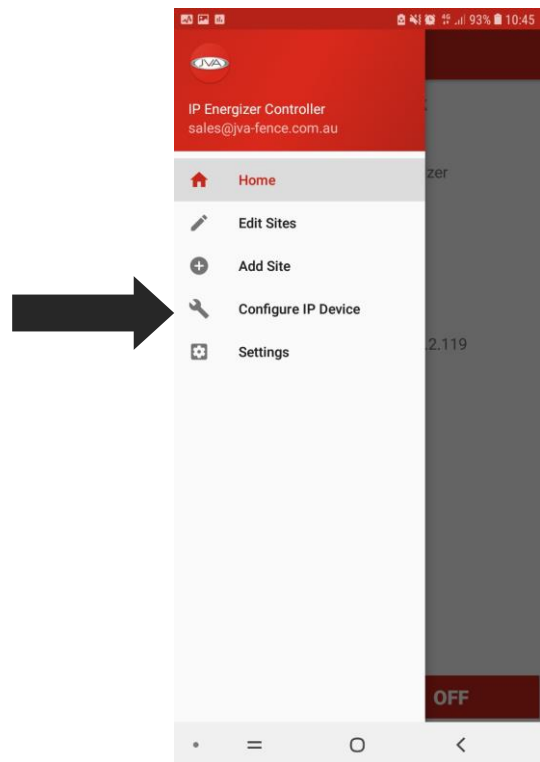 4G 93% 10:45
JVA
IP Energizer Controller
sales@jva-fence.com.au
Home
zer
Edit Sites
Add Site
Configure IP Device
.2.119
Settings
OFF